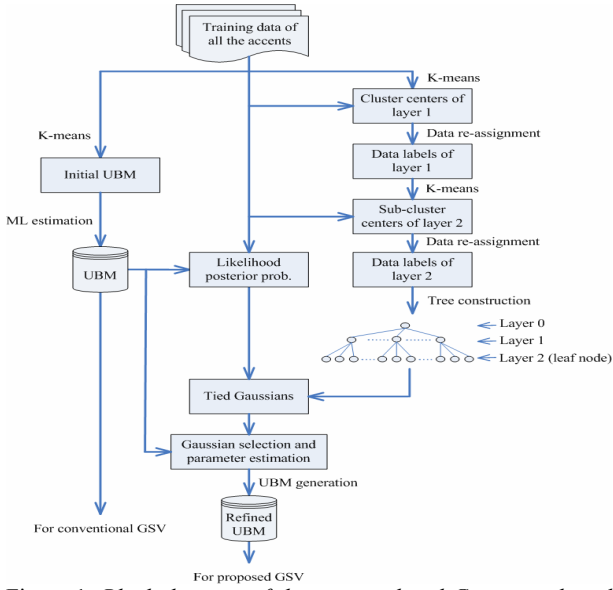 Training data of
all the accents
K-means
Cluster centers of
layer 1
K-means
Data re-assignment
Initial UBM
Data labels of
layer 1
K-means
ML estimation
Sub-cluster
centers of layer 2
Data re-assignment
UBM
Likelihood
posterior prob.
Data labels of
layer 2
Tree construction
Layer 0
Layer 1
Layer 2 (leaf node)
Tied Gaussians
Gaussian selection and
parameter estimation
UBM generation
For conventional GSV
Refined
UBM
For proposed GSV